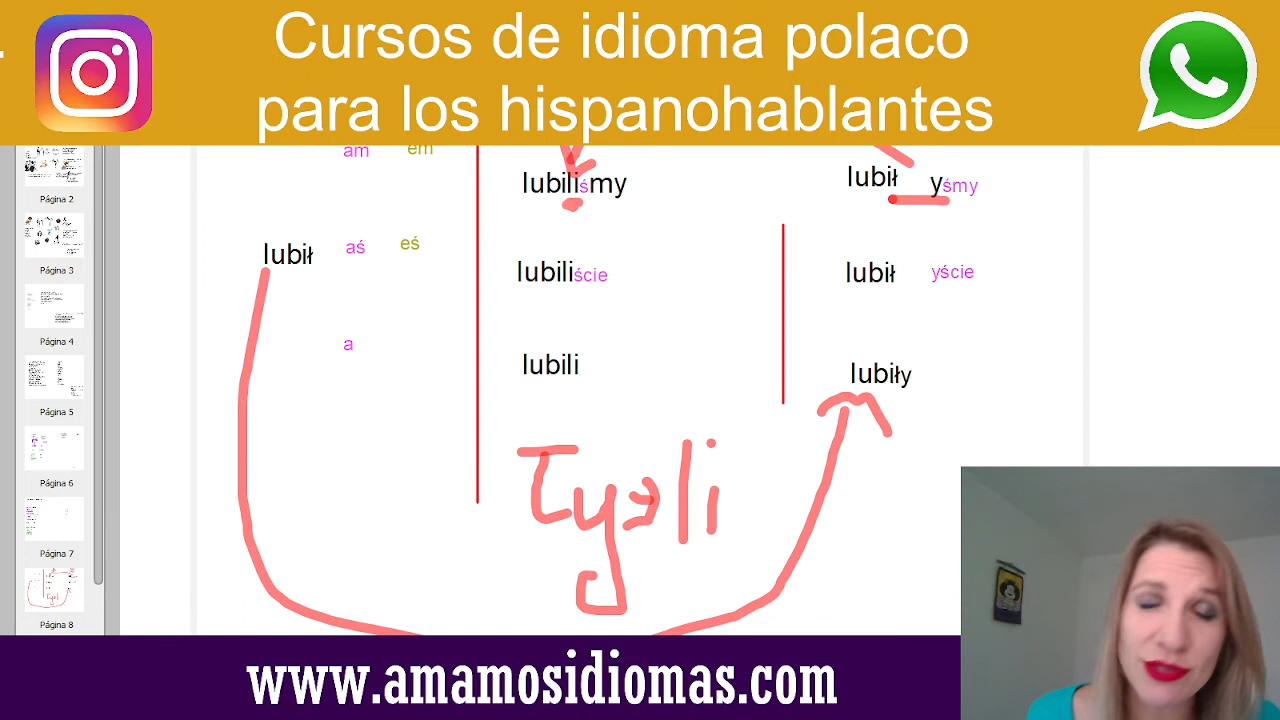 Cursos de idioma polaco
para los hispanohablantes
am em
lubiliśmy
lubił yśmy
lubił aś eś
lubiliście
lubił yście
a
lubili
lubiły
Página 2
Página 3
Página 4
Página 5
Página 6
Página 7
Página 8
www.amamosidiomas.com